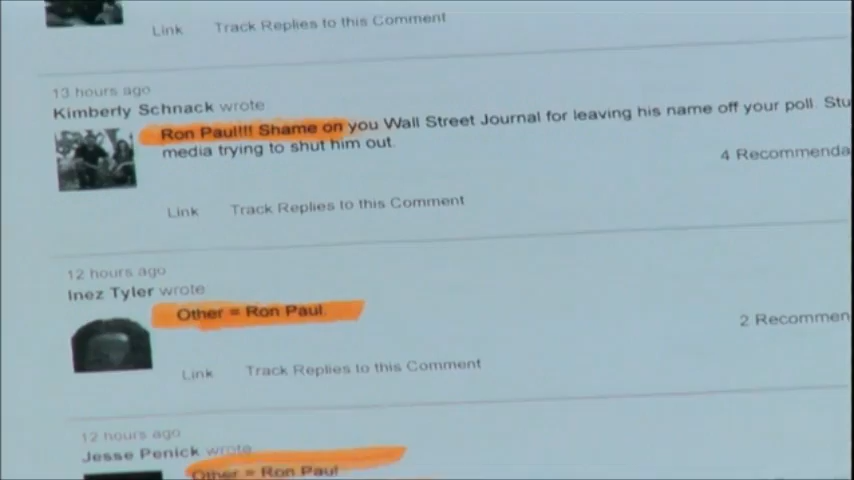 Link Track Replies to this Comment
13 hours ago
Kimberly Schnack wrote
Ron Paul!!! Shame on you Wall Street Journal for leaving his name off your poll. Stu
media trying to shut him out.
4 Recommenda
Link Track Replies to this Comment
12 hours ago
Inez Tyler wrote
Other = Ron Paul.
2 Recommen
Link Track Replies to this Comment
12 hours ago
Jesse Penick wrote
Other = Ron Paul